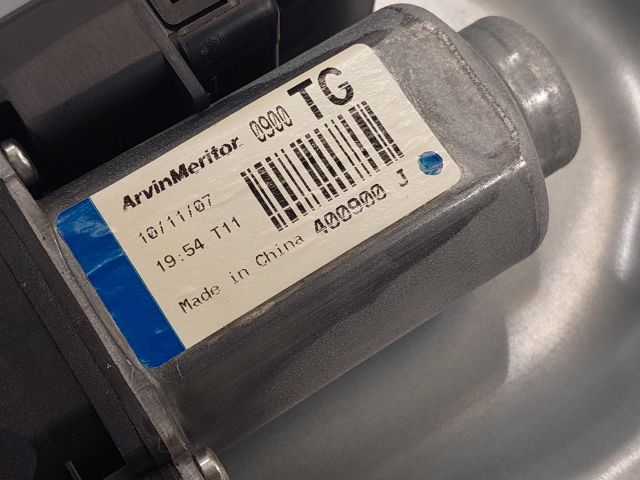 ArvinMeritor 0900 TG
10/11/07
19:54 T11
400900 J
Made in China